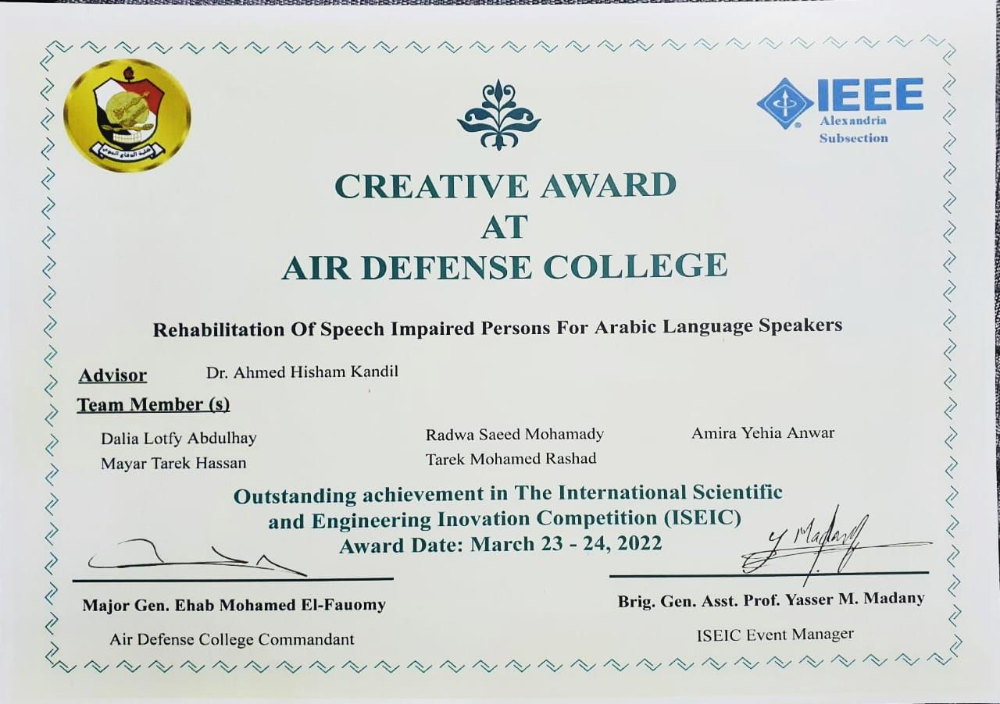 كلية الدفاع الجوي
IEEE
Alexandria
Subsection
CREATIVE AWARD
AT
AIR DEFENSE COLLEGE
Rehabilitation Of Speech Impaired Persons For Arabic Language Speakers
Advisor Dr. Ahmed Hisham Kandil
Team Member (s)
Dalia Lotfy Abdulhay Radwa Saeed Mohamady Amira Yehia Anwar
Mayar Tarek Hassan Tarek Mohamed Rashad
Outstanding achievement in The International Scientific
and Engineering Inovation Competition (ISEIC)
Award Date: March 23 - 24, 2022
Y Madany
Major Gen. Ehab Mohamed El-Fauomy Brig. Gen. Asst. Prof. Yasser M. Madany
Air Defense College Commandant ISEIC Event Manager